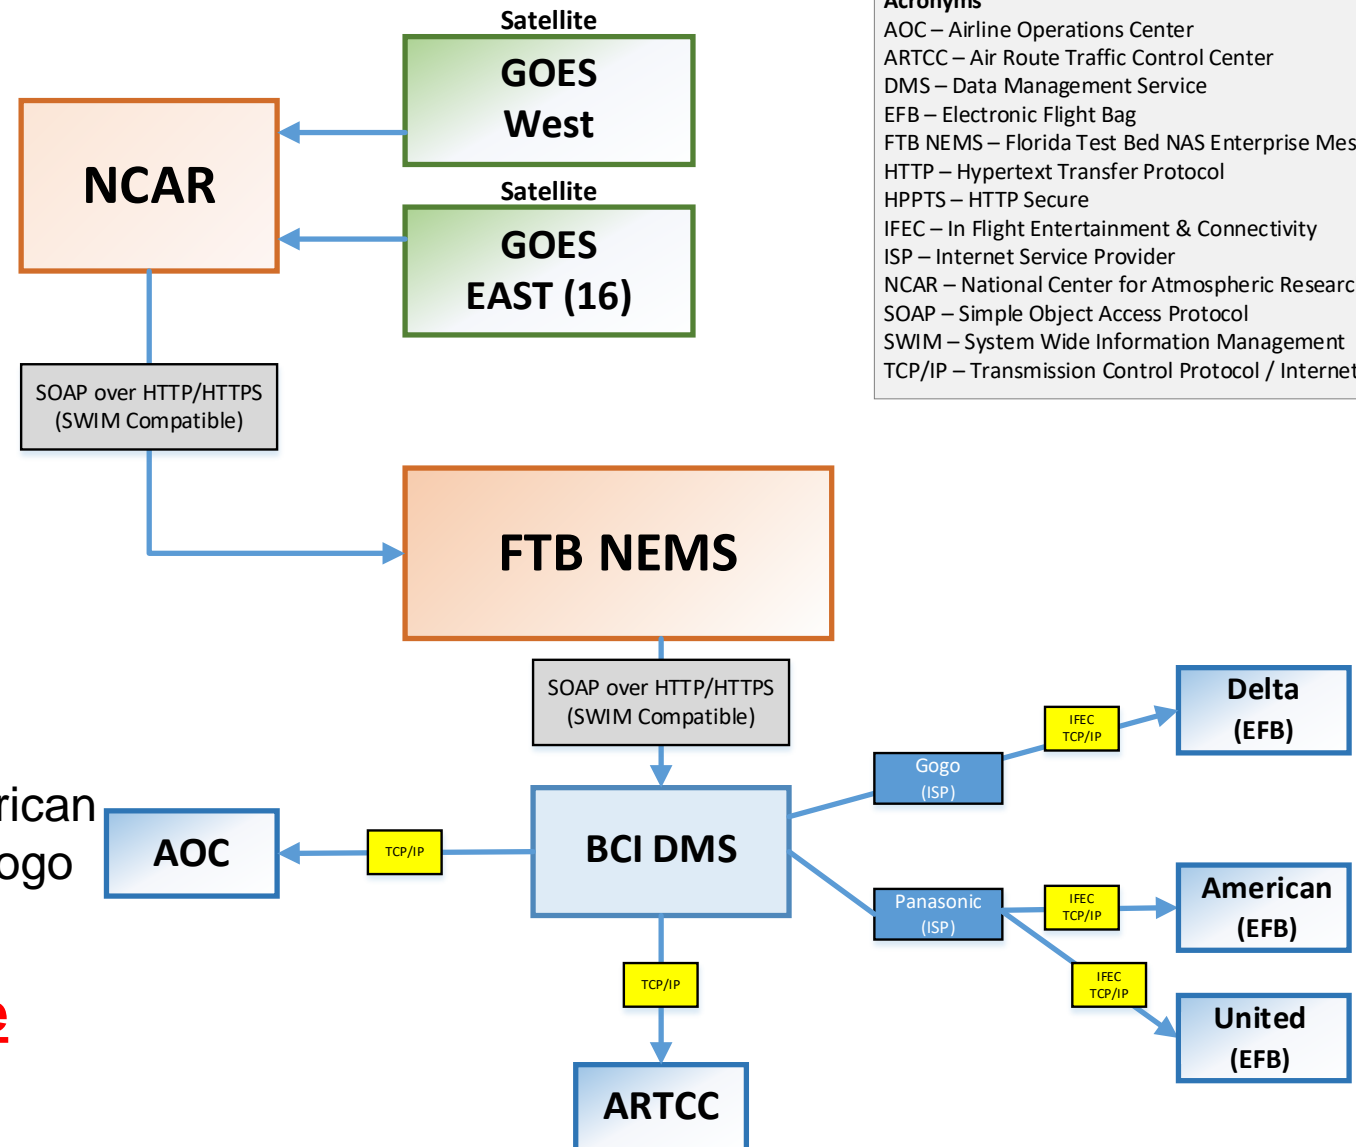 Satellite
GOES
West
NCAR
Satellite
GOES
EAST (16)
Acronyms
AOC – Airline Operations Center
ARTCC – Air Route Traffic Control Center
DMS – Data Management Service
EFB – Electronic Flight Bag
FTB NEMS – Florida Test Bed NAS Enterprise Mes
HTTP – Hypertext Transfer Protocol
HPPTS – HTTP Secure
IFEC – In Flight Entertainment & Connectivity
ISP – Internet Service Provider
NCAR – National Center for Atmospheric Researc
SOAP – Simple Object Access Protocol
SWIM – System Wide Information Management
TCP/IP – Transmission Control Protocol / Internet
SOAP over HTTP/HTTPS
(SWIM Compatible)
FTB NEMS
SOAP over HTTP/HTTPS
(SWIM Compatible)
rican
ogo
e
AOC
TCP/IP
BCI DMS
Gogo
(ISP)
IFEC
TCP/IP
Delta
(EFB)
Panasonic
(ISP)
IFEC
TCP/IP
American
(EFB)
IFEC
TCP/IP
United
(EFB)
TCP/IP
ARTCC